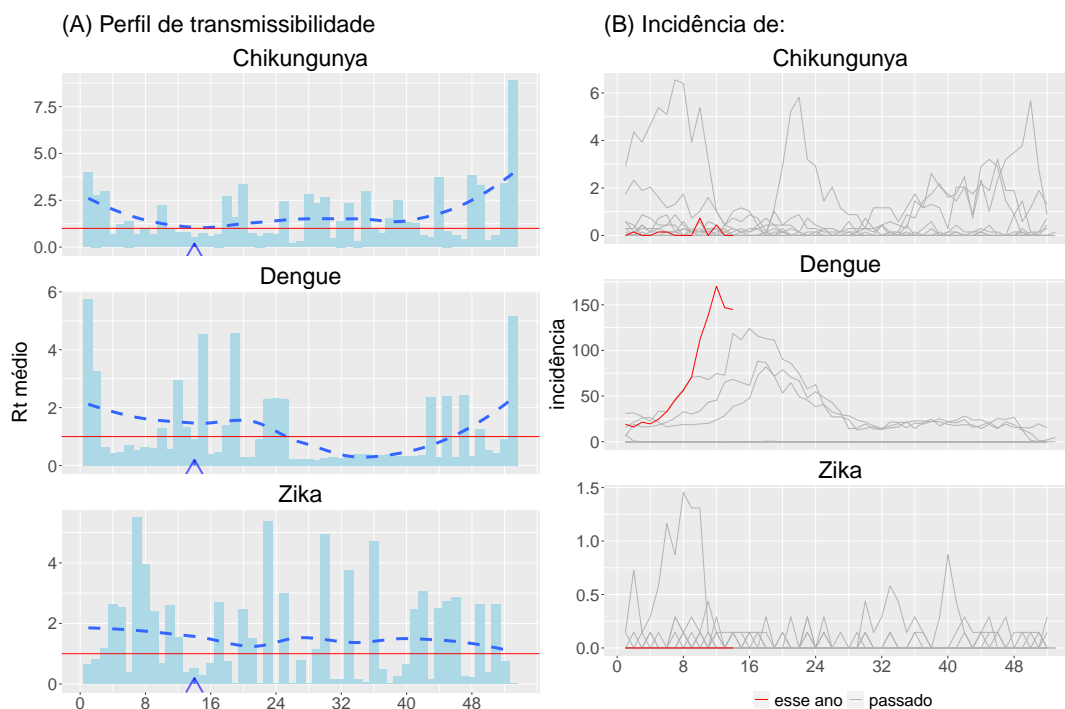 (A) Perfil de transmissibilidade
Chikungunya
7.5
5.0
2.5
0.0
Dengue
6
4
2
0
Zika
4
2
0
0 8 16 24 32 40 48
Rt médio
(B) Incidência de:
Chikungunya
6
4
2
0
Dengue
150
100
50
0
Zika
1.5
1.0
0.5
0.0
0 8 16 24 32 40 48
incidência
esse ano passado